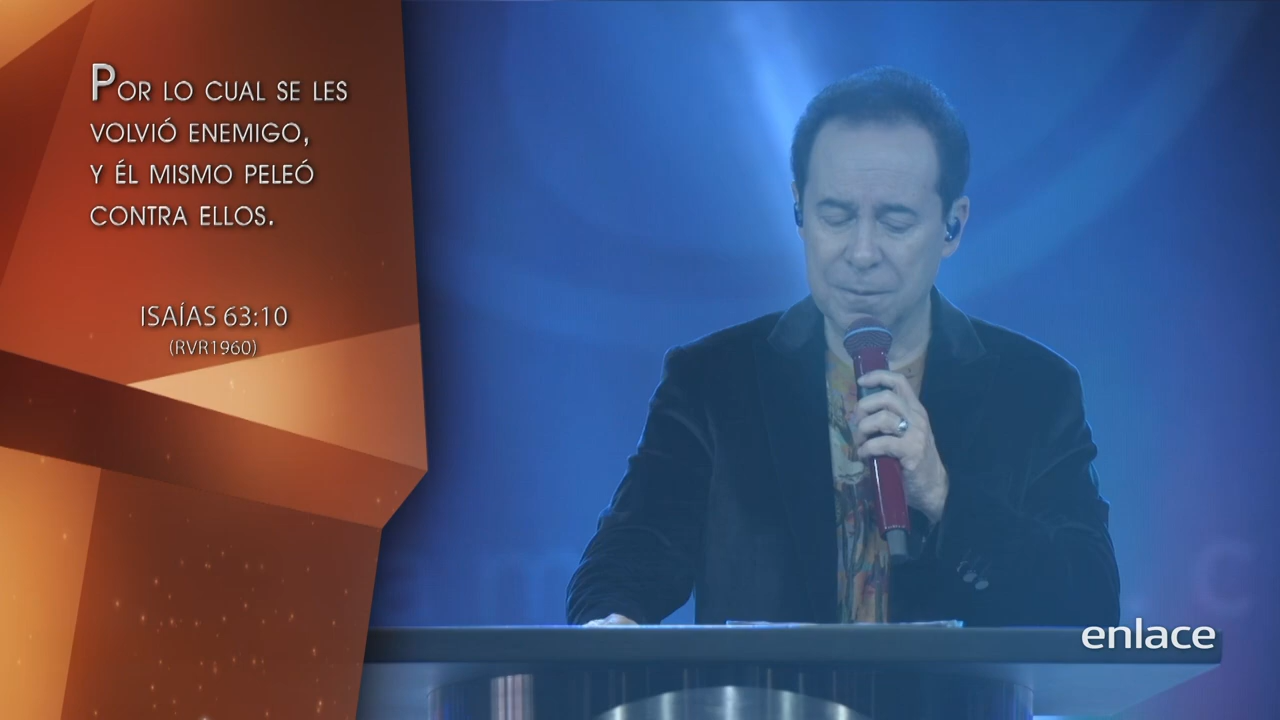 Por lo cual se les
volvió enemigo,
y él mismo peleó
contra ellos.
ISAÍAS 63:10
(RVR1960)
enlace